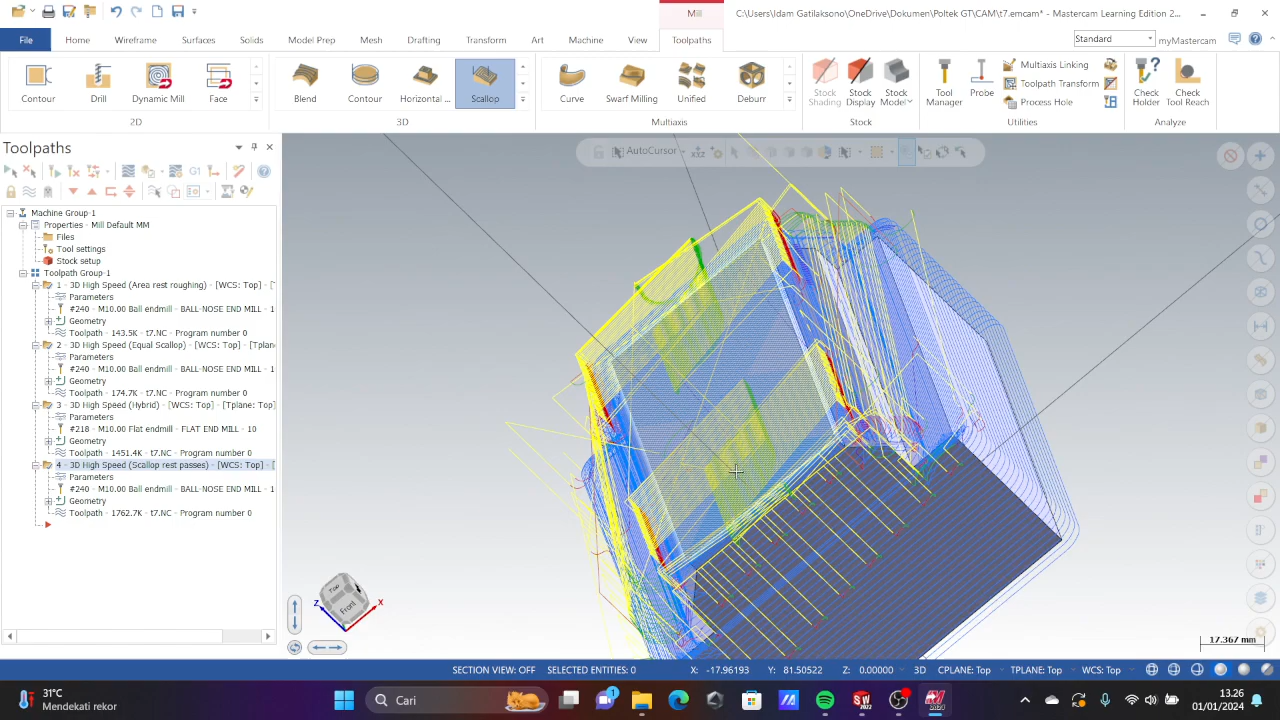 C:\Users\Idam Gatilaksono\OneDrive\Dokumen\Poltek GT\CAM\t7.emcam* - Mastercam Learning Edition 2...
File
Home
Wireframe
Surfaces
Solids
Model Prep
Mesh
Drafting
Transform
Art
Machine
View
Toolpaths
Standard
myMastercam
Contour
Drill
Dynamic Mill
Face
2D
Blend
Contour
Horizontal ...
Scallop
3D
Curve
Swarf Milling
Unified
Deburr
Multiaxis
Stock Shading
Stock Display
Stock Model
Stock
Tool Manager
Probe
Multiaxis Linking
Toolpath Transform
Process Hole
Utilities
Check Holder
Check Tool Reach
Analyze
Toolpaths
AutoCursor
G1
Machine Group-1
Properties - Mill Default MM
Files
Tool settings
Stock setup
Toolpath Group-1
1 - 3D High Speed (Area rest roughing) - [WCS: Top] - [T
Parameters
#240 - M10.00 Ball endmill - BALL-NOSE END MILL - 1
Geometry
Toolpath - 143.5K - t7.NC - Program number 0
2 - 3D High Speed (Equal Scallop) - [WCS: Top] - [Tplane
Parameters
#240 - M10.00 Ball endmill - BALL-NOSE END MILL - 1
Geometry
Toolpath - 174.7K - t7.NC - Program number 0
3 - 3D High Speed (Hybrid) - [WCS: Top] - [Tplane: Top]
Parameters
#218 - M10.00 Flat endmill - FLAT END MILL - 10
Geometry
Toolpath - 1451.4K - t7.NC - Program number 0
4 - 3D High Speed (Scallop rest passes) - [WCS: Top] - [
Parameters
#240 - M10.00 Ball endmill - BALL-NOSE END MILL - 1
Geometry
Toolpath - 1762.7K - t7.NC - Program number 0
Top
Front
Z
X
17.367 mm
SECTION VIEW: OFF
SELECTED ENTITIES: 0
X: -17.96193
Y: 81.50522
Z: 0.00000
3D
CPLANE: Top
TPLANE: Top
WCS: Top
31°C
Mendekati rekor
Cari
13.26
01/01/2024